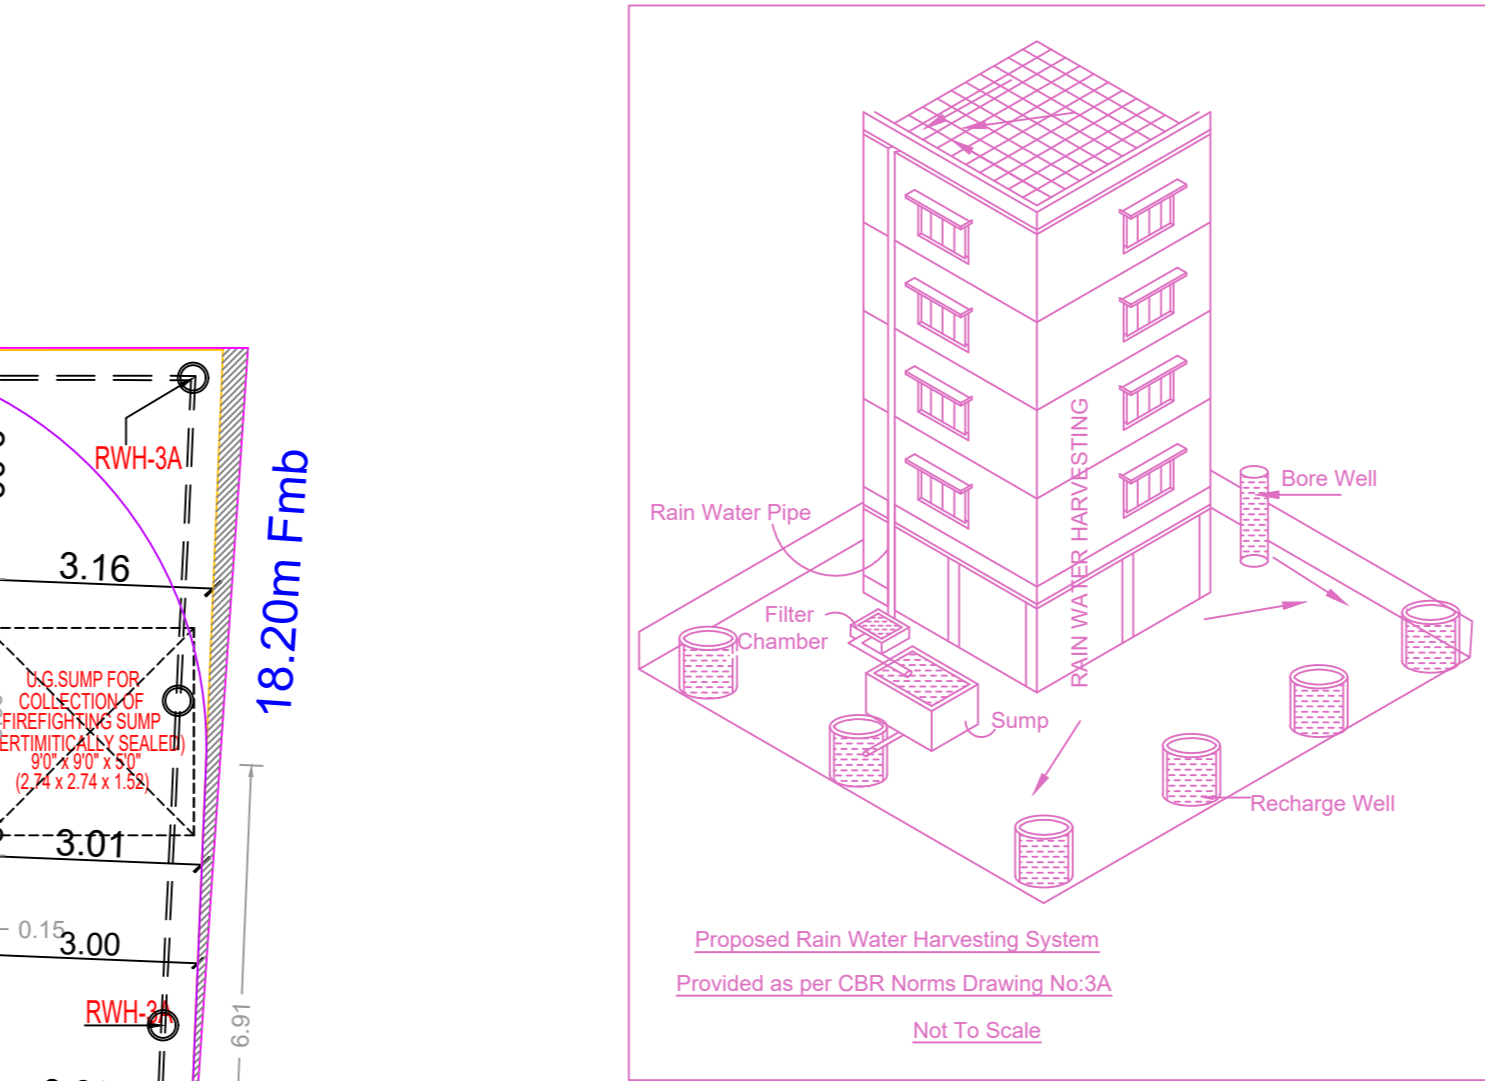 RWH-3A
3.16
18.20m Fmb
U.G.SUMP FOR
COLLECTION OF
FIREFIGHTING SUMP
ERTIMITICALLY SEALED)
9'0" x 9'0" x 5'0"
(2.74 x 2.74 x 1.52)
3.01
0.15
3.00
RWH-3A
6.91
RAIN WATER HARVESTING
Bore Well
Rain Water Pipe
Filter
Chamber
Sump
Recharge Well
Proposed Rain Water Harvesting System
Provided as per CBR Norms Drawing No:3A
Not To Scale